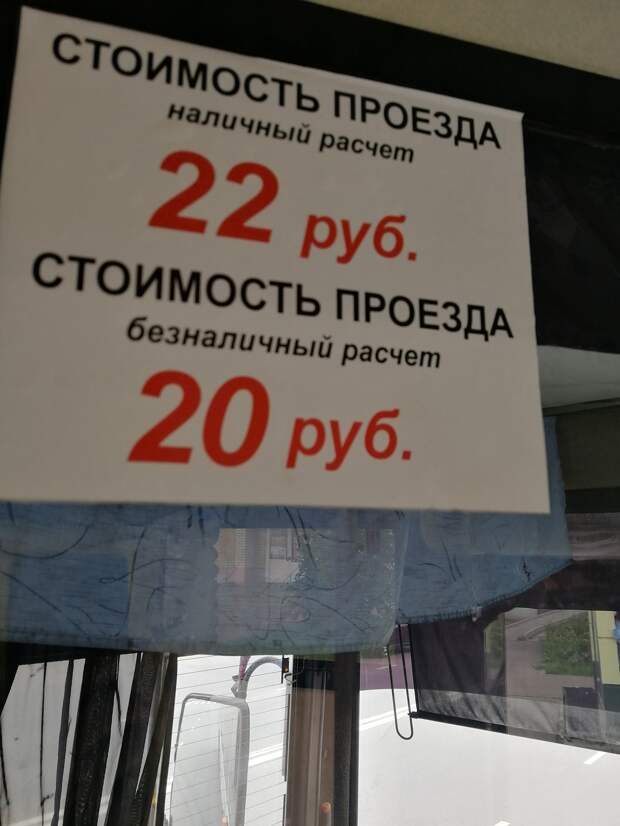 СТОИМОСТЬ ПРОЕЗДА
наличный расчет
22 руб.
СТОИМОСТЬ ПРОЕЗДА
безналичный расчет
20 руб.